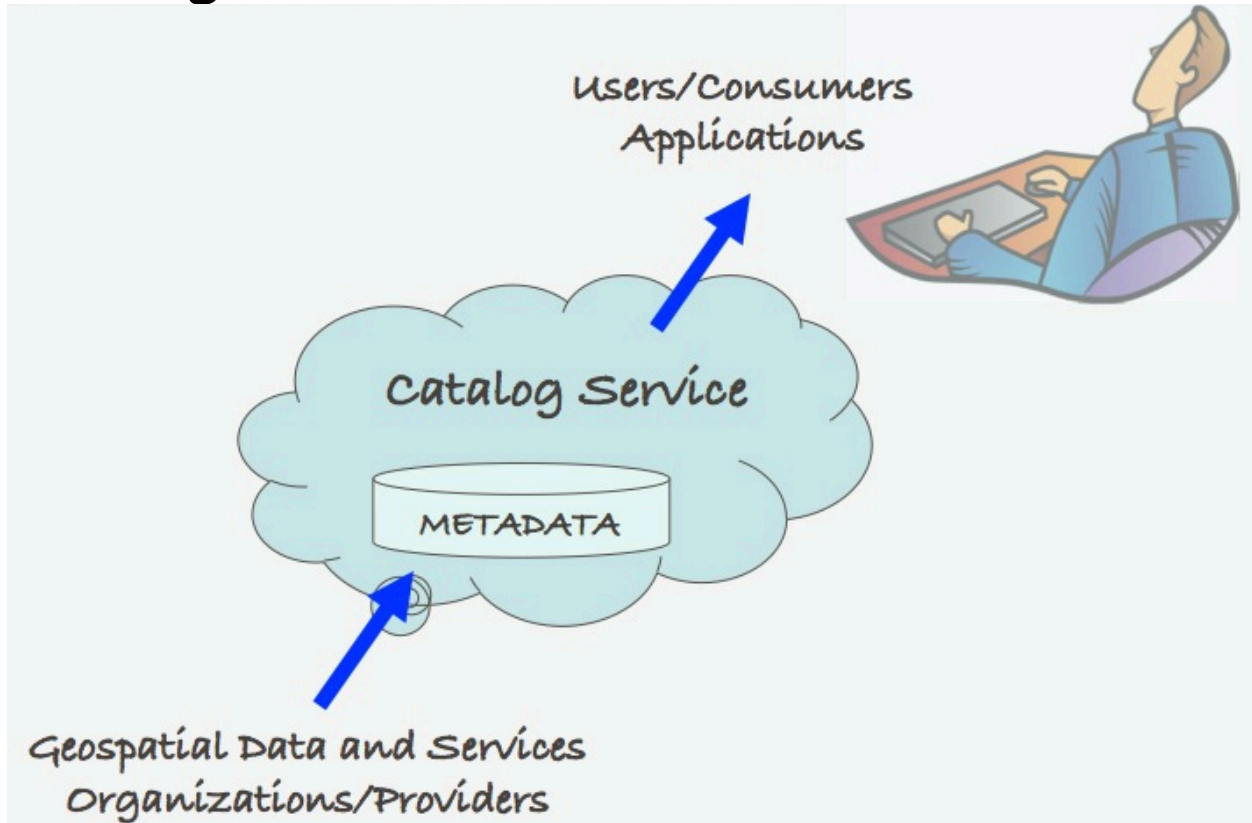 Users/Consumers
Applications
Catalog Service
METADATA
Geospatial Data and Services
Organizations/Providers